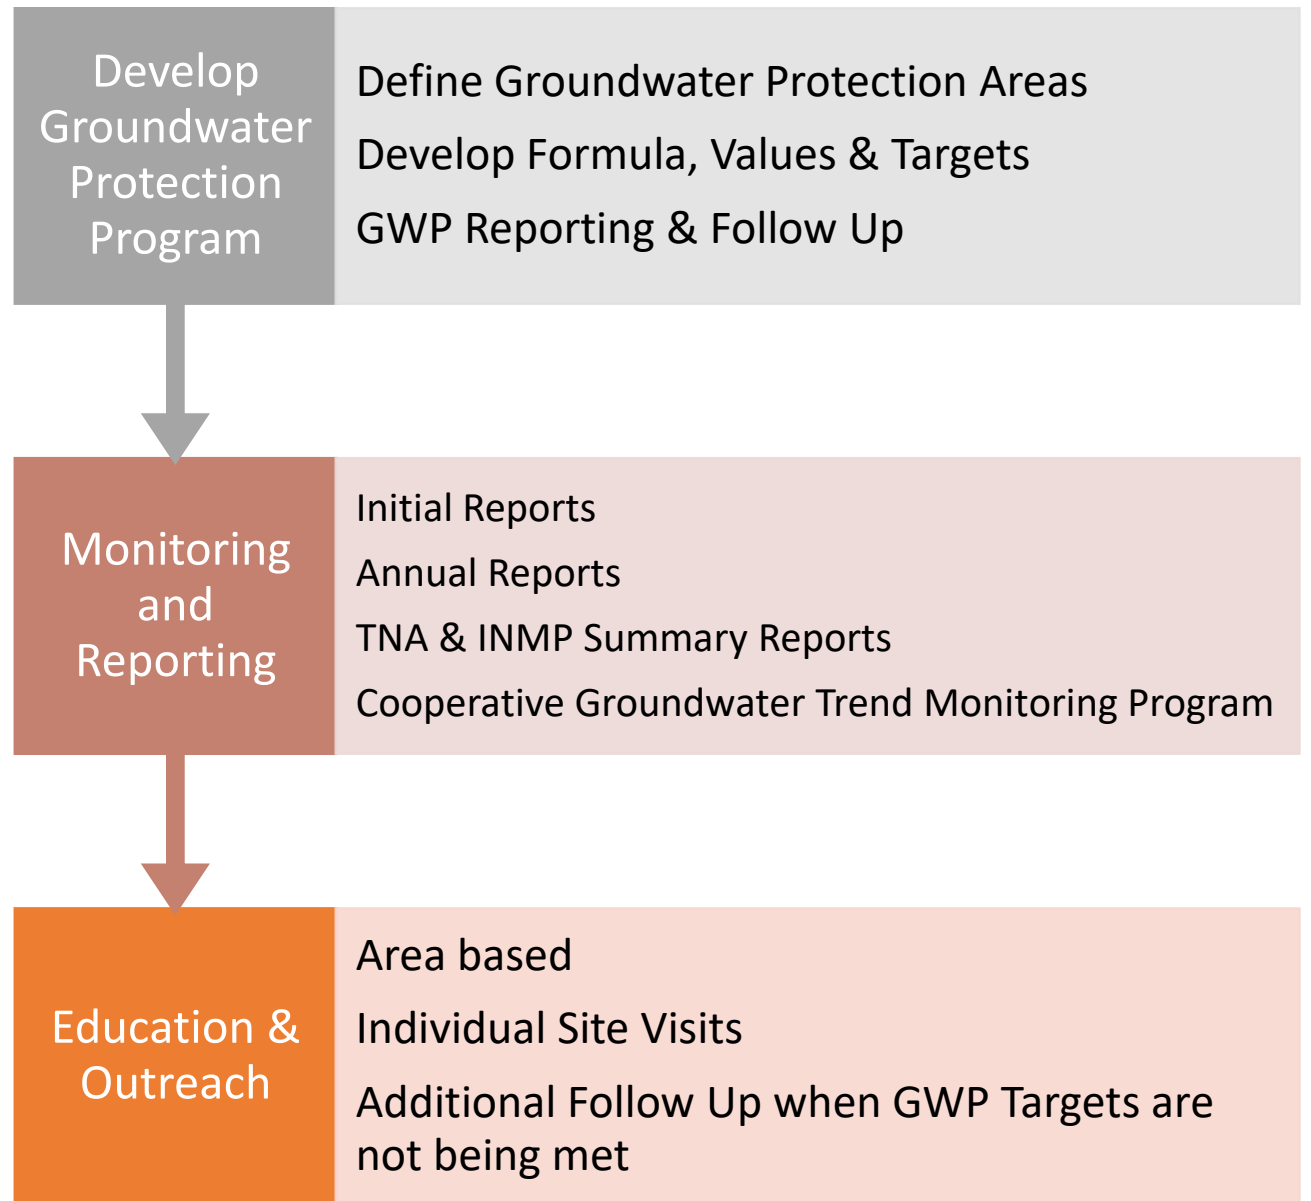 Develop
Groundwater
Protection
Program
Define Groundwater Protection Areas
Develop Formula, Values & Targets
GWP Reporting & Follow Up
Monitoring
and
Reporting
Initial Reports
Annual Reports
TNA & INMP Summary Reports
Cooperative Groundwater Trend Monitoring Program
Education &
Outreach
Area based
Individual Site Visits
Additional Follow Up when GWP Targets are
not being met